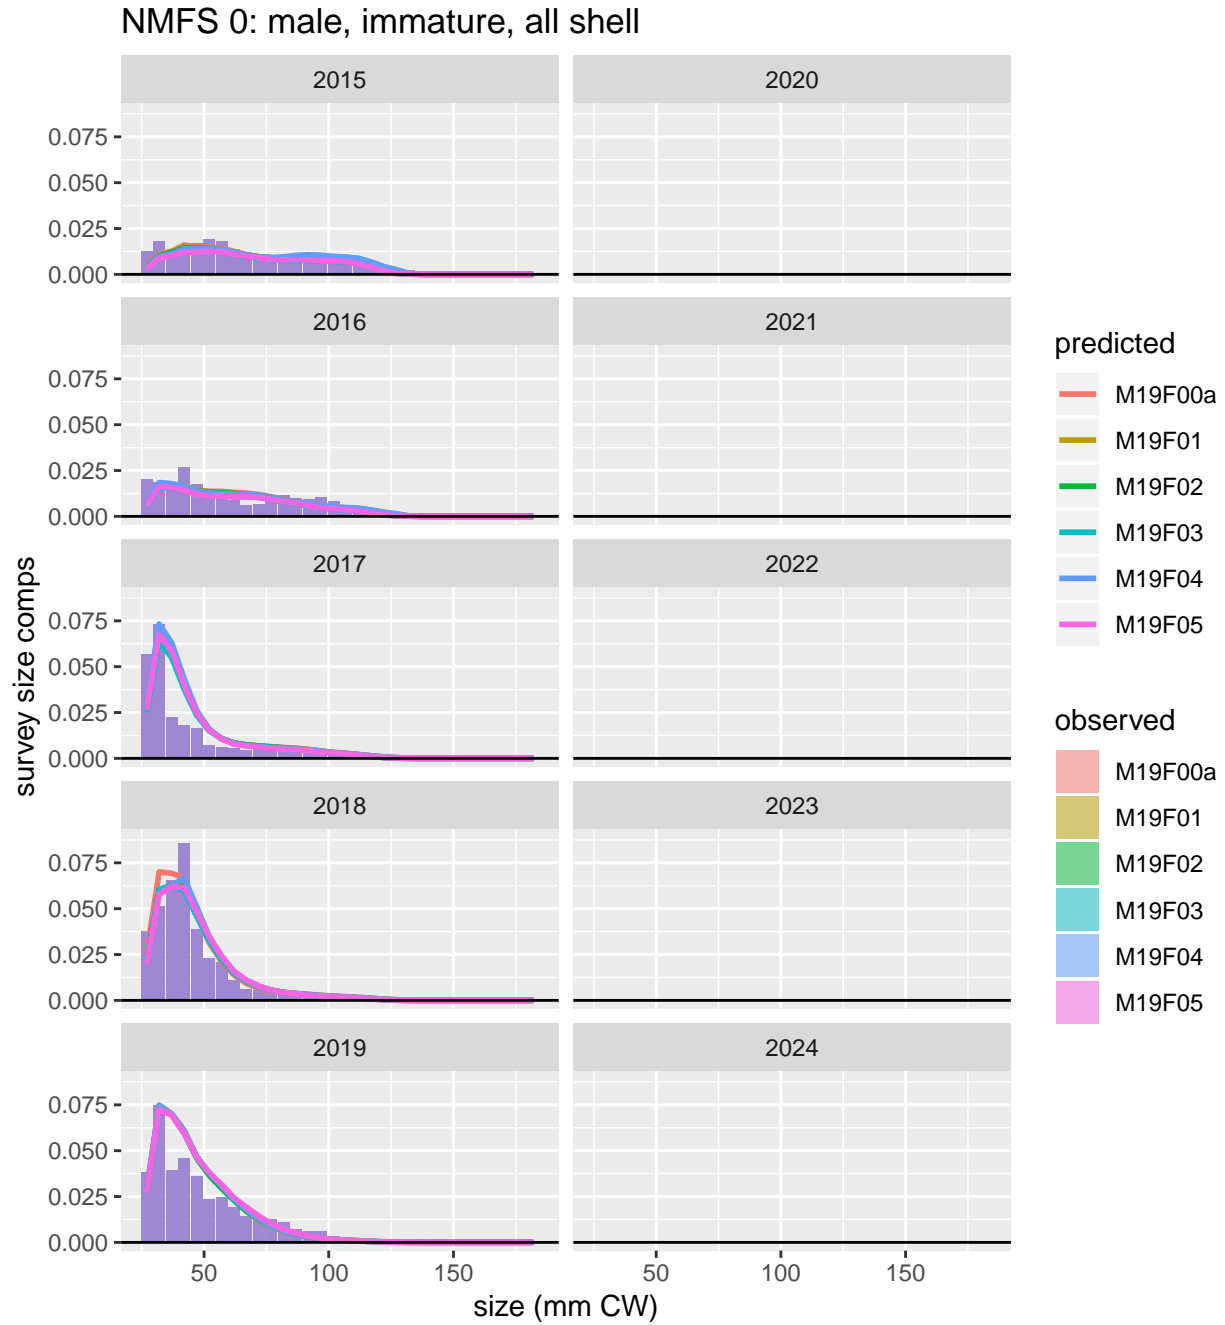 NMFS 0: male, immature, all shell
2015 2020
0.075
0.050
0.025
0.000
2016 2021
0.075
0.050
0.025
0.000
2017 2022
0.075
0.050
0.025
0.000
2018 2023
0.075
0.050
0.025
0.000
2019 2024
0.075
0.050
0.025
0.000
50 100 150 50 100 150
size (mm CW)
survey size comps
predicted
M19F00a
M19F01
M19F02
M19F03
M19F04
M19F05
observed
M19F00a
M19F01
M19F02
M19F03
M19F04
M19F05